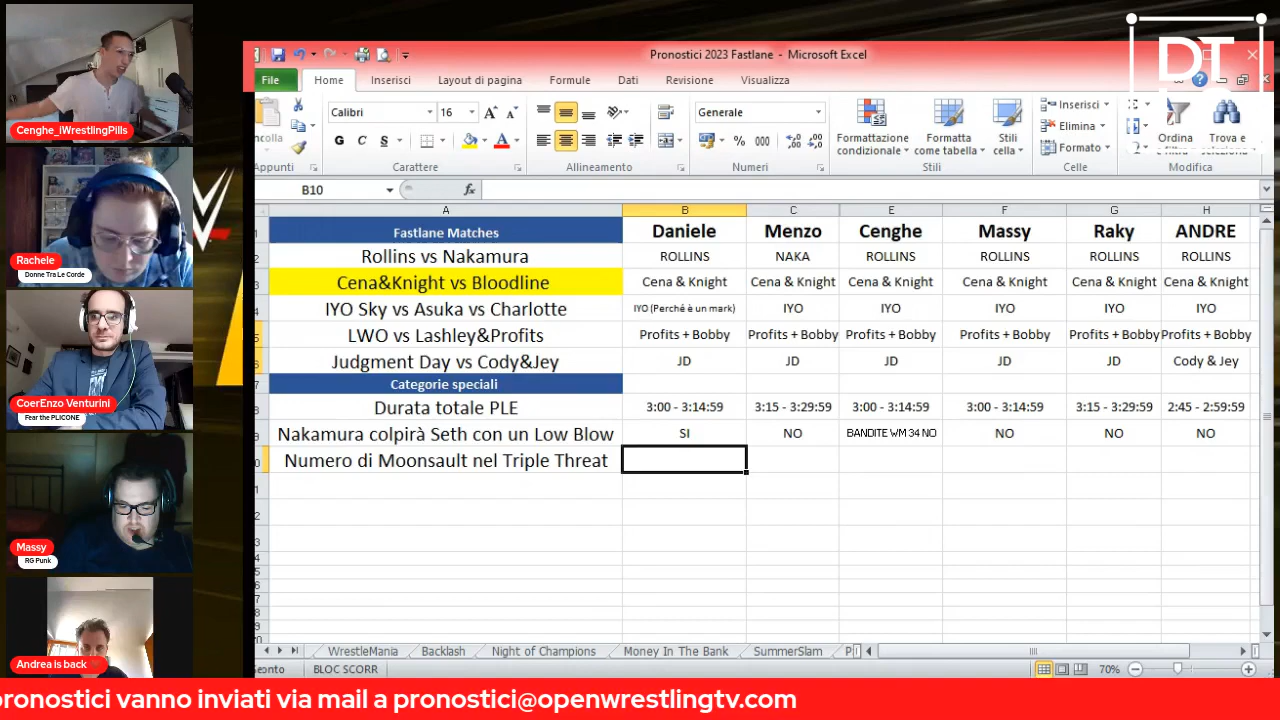 Cenghe_IWrestlingPills
Rachele
Donne Tra Le Corde
CoerEnzo Venturini
Fear the PLICONE
Massy
RG Punk
Andrea is back
DT
Pronostici 2023 Fastlane - Microsoft Excel
File Home Inserisci Layout di pagina Formule Dati Revisione Visualizza
Calibri 16 Generale
G C S
% 000
Formattazione condizionale
Formatta come tabella
Stili cella
Inserisci
Elimina
Formato
Ordina
Trova e
Carattere Allineamento Numeri Stili Celle Modifica
B10 fx
A B C D E F G H
Fastlane Matches Daniele Menzo Cenghe Massy Raky ANDRE
Rollins vs Nakamura ROLLINS NAKA ROLLINS ROLLINS ROLLINS ROLLINS
Cena&Knight vs Bloodline Cena & Knight Cena & Knight Cena & Knight Cena & Knight Cena & Knight Cena & Knight
IYO Sky vs Asuka vs Charlotte IYO (Perché è un mark) IYO IYO IYO IYO IYO
LWO vs Lashley&Profits Profits + Bobby Profits + Bobby Profits + Bobby Profits + Bobby Profits + Bobby Profits + Bobby
Judgment Day vs Cody&Jey JD JD JD JD JD Cody & Jey
Categorie speciali
Durata totale PLE 3:00 - 3:14:59 3:15 - 3:29:59 3:00 - 3:14:59 3:00 - 3:14:59 3:15 - 3:29:59 2:45 - 2:59:59
Nakamura colpirà Seth con un Low Blow SI NO BANDITE WM 34 NO NO NO NO
Numero di Moonsault nel Triple Threat
WrestleMania Backlash Night of Champions Money In The Bank SummerSlam
BLOC SCORR 70%
pronostici vanno inviati via mail a pronostici@openwrestlingtv.com